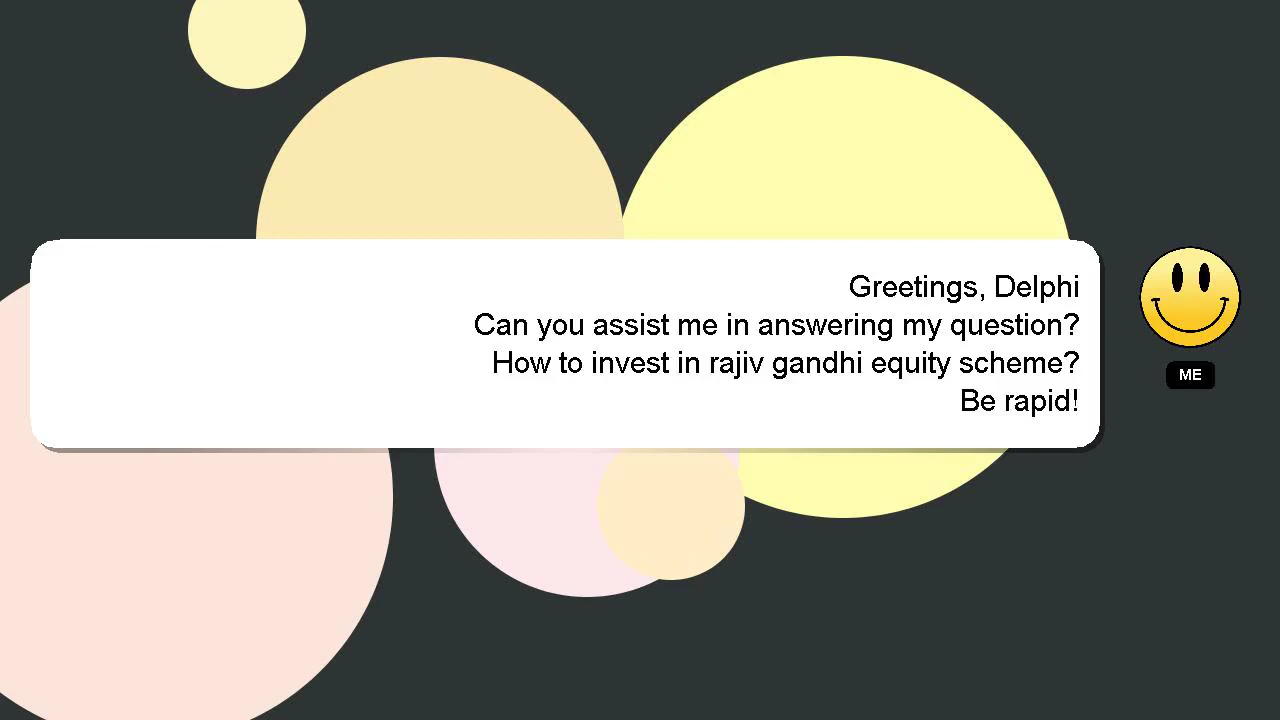 Greetings, Delphi
Can you assist me in answering my question?
How to invest in rajiv gandhi equity scheme?
Be rapid!
ME